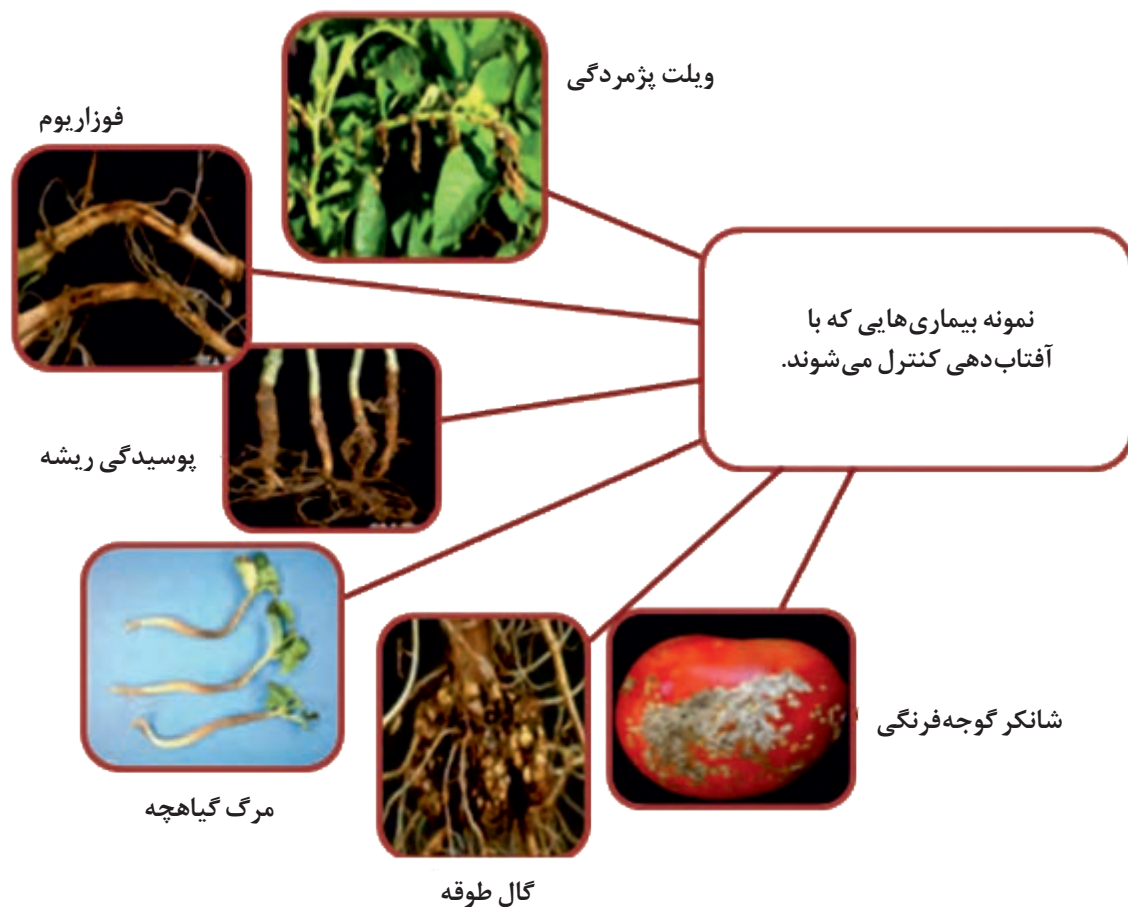 ویلت پژمردگی
فوزاریوم
نمونه بیماری‌هایی که با
آفتاب‌دهی کنترل می‌شوند.
پوسیدگی ریشه
شانکر گوجه‌فرنگی
مرگ گیاهچه
گال طوقه